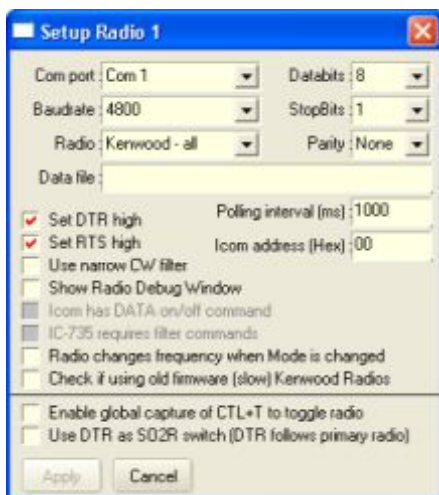 Setup Radio 1
Com port : Com 1 Databits : 8
Baudrate : 4800 StopBits : 1
Radio : Kenwood - all Parity : None
Data file :
Set DTR high Polling interval (ms) : 1000
Set RTS high Icom address (Hex) : 00
Use narrow CW filter
Show Radio Debug Window
Icom has DATA on/off command
IC-735 requires filter commands
Radio changes frequency when Mode is changed
Check if using old firmware (slow) Kenwood Radios
Enable global capture of CTL+T to toggle radio
Use DTR as SO2R switch (DTR follows primary radio)
Apply Cancel